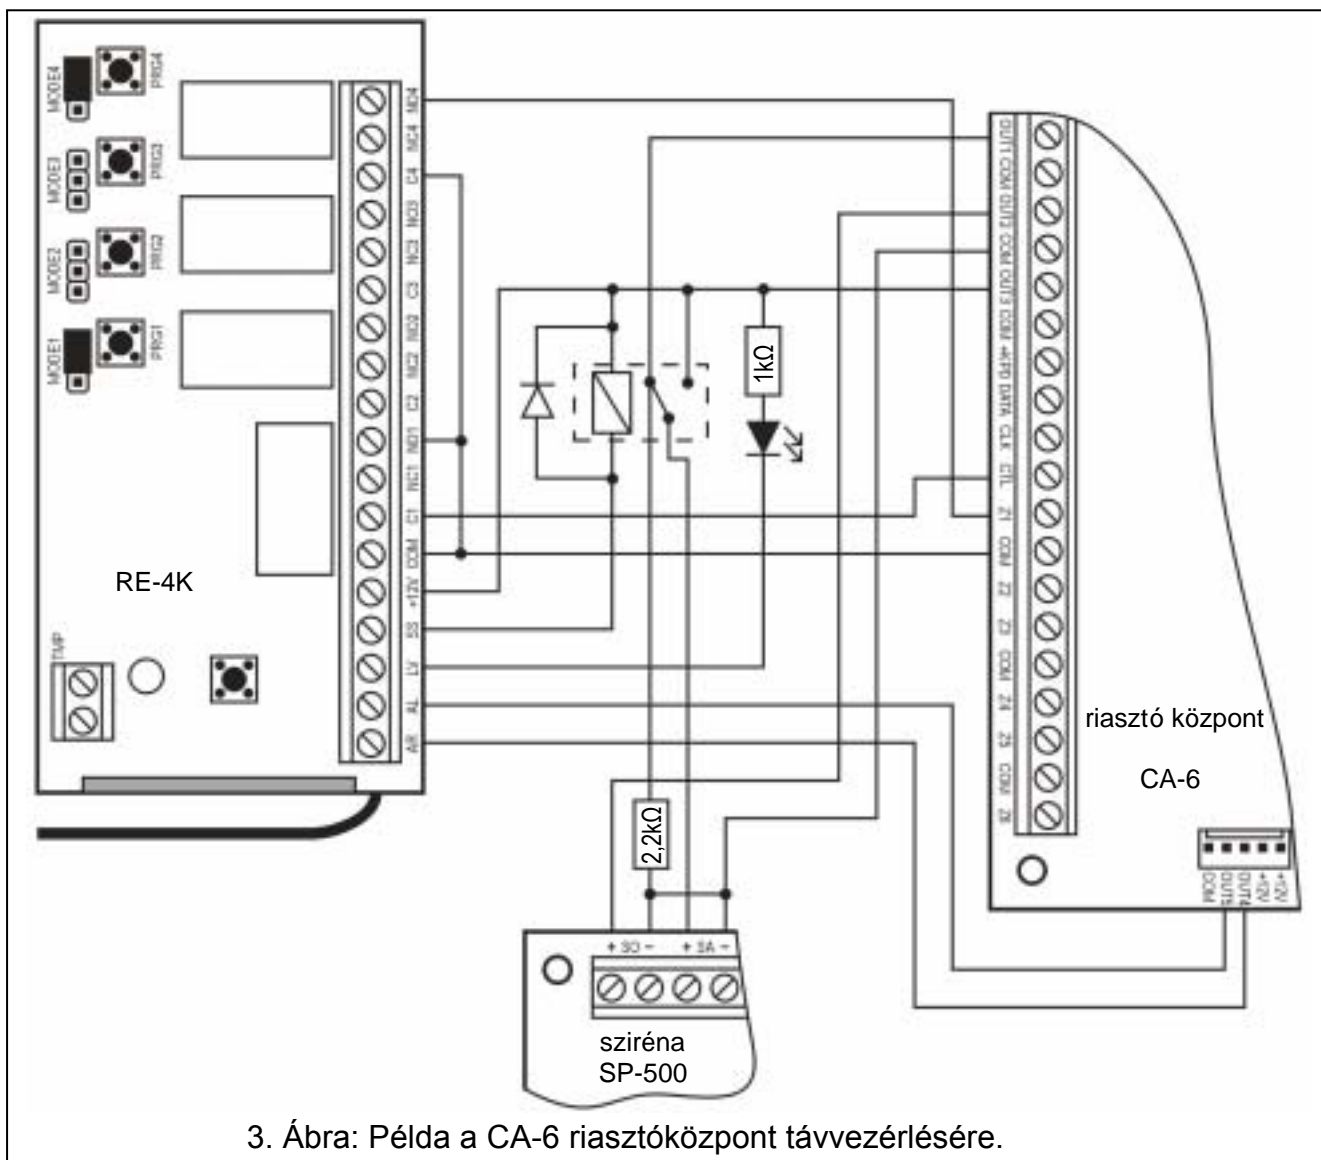 MODE4
PRG4
MODE3
PRG3
MODE2
PRG2
MODE1
PRG1
NO4
NC4
C4
NO3
NC3
C3
NO2
NC2
C2
NO1
NC1
C1
COM
+12V
SS
LV
AL
AR
RE-4K
TMP
1kΩ
2,2kΩ
OUT1
COM
OUT2
COM
OUT3
COM
+KPD
DATA
CLK
CTL
Z1
COM
Z2
Z3
COM
Z4
Z5
COM
Z6
riasztó központ
CA-6
COM
OUT5
OUT4
+12V
+12V
+ SO - + SA -
sziréna
SP-500
3. Ábra: Példa a CA-6 riasztóközpont távvezérlésére.